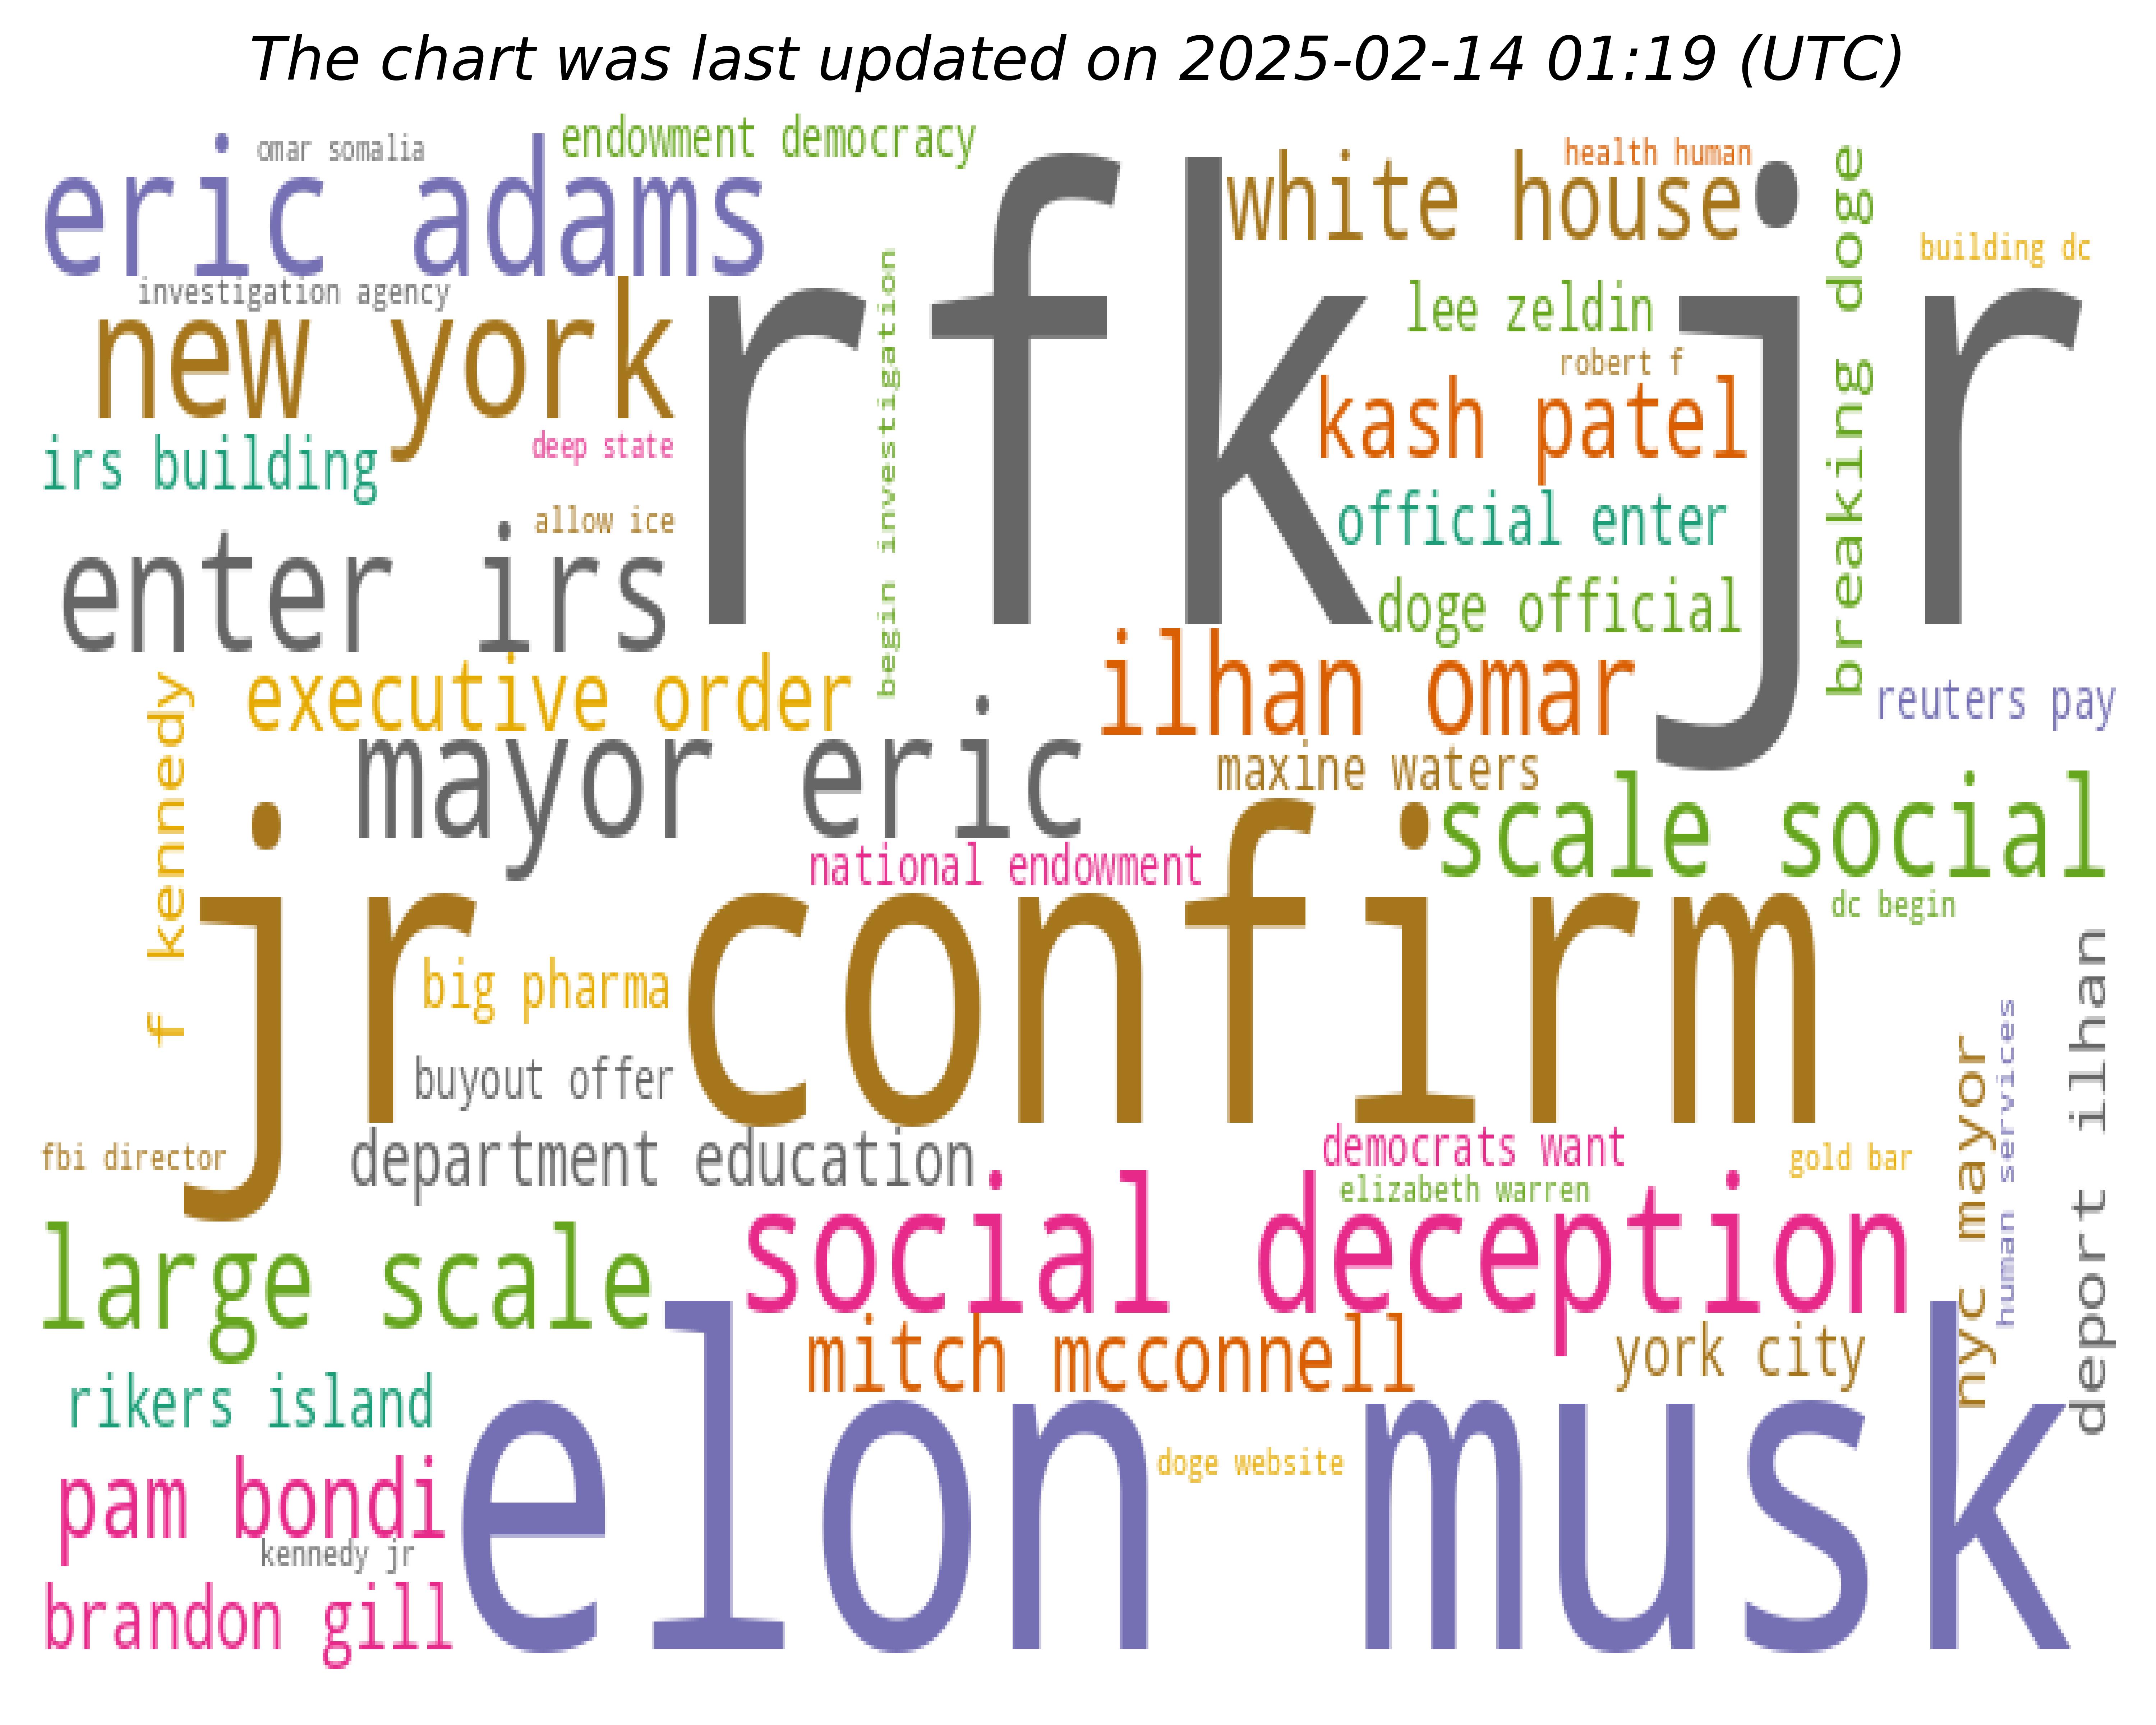 The chart was last updated on 2025-02-14 01:19 (UTC)
omar somalia
endowment democracy
eric adams
white house
health human
breaking doge
building dc
investigation agency
new york
rfk jr
begin investigation
lee zeldin
robert f
kash patel
irs building
deep state
official enter
allow ice
enter irs
doge official
executive order
ilhan omar
reuters pay
f kennedy
mayor eric
maxine waters
scale social
national endowment
dc begin
jr confirm
big pharma
buyout offer
deport ilhan
nyc mayor
human services
fbi director
department education
democrats want
gold bar
elizabeth warren
large scale
social deception
mitch mcconnell
york city
rikers island
elon musk
doge website
pam bondi
kennedy jr
brandon gill